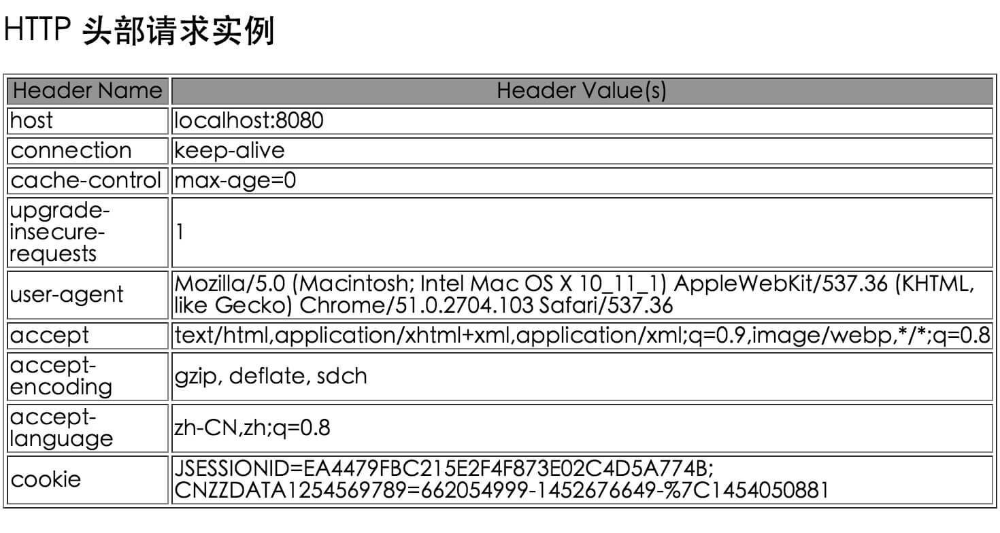 HTTP 头部请求实例
Header Name Header Value(s)
host localhost:8080
connection keep-alive
cache-control max-age=0
upgrade-
insecure-
requests
1
user-agent
Mozilla/5.0 (Macintosh; Intel Mac OS X 10_11_1) AppleWebKit/537.36 (KHTML,
like Gecko) Chrome/51.0.2704.103 Safari/537.36
accept text/html,application/xhtml+xml,application/xml;q=0.9,image/webp,*/*;q=0.8
accept-
encoding
gzip, deflate, sdch
accept-
language
zh-CN,zh;q=0.8
cookie
JSESSIONID=EA4479FBC215E2F4F873E02C4D5A774B;
CNZZDATA1254569789=662054999-1452676649-%7C1454050881